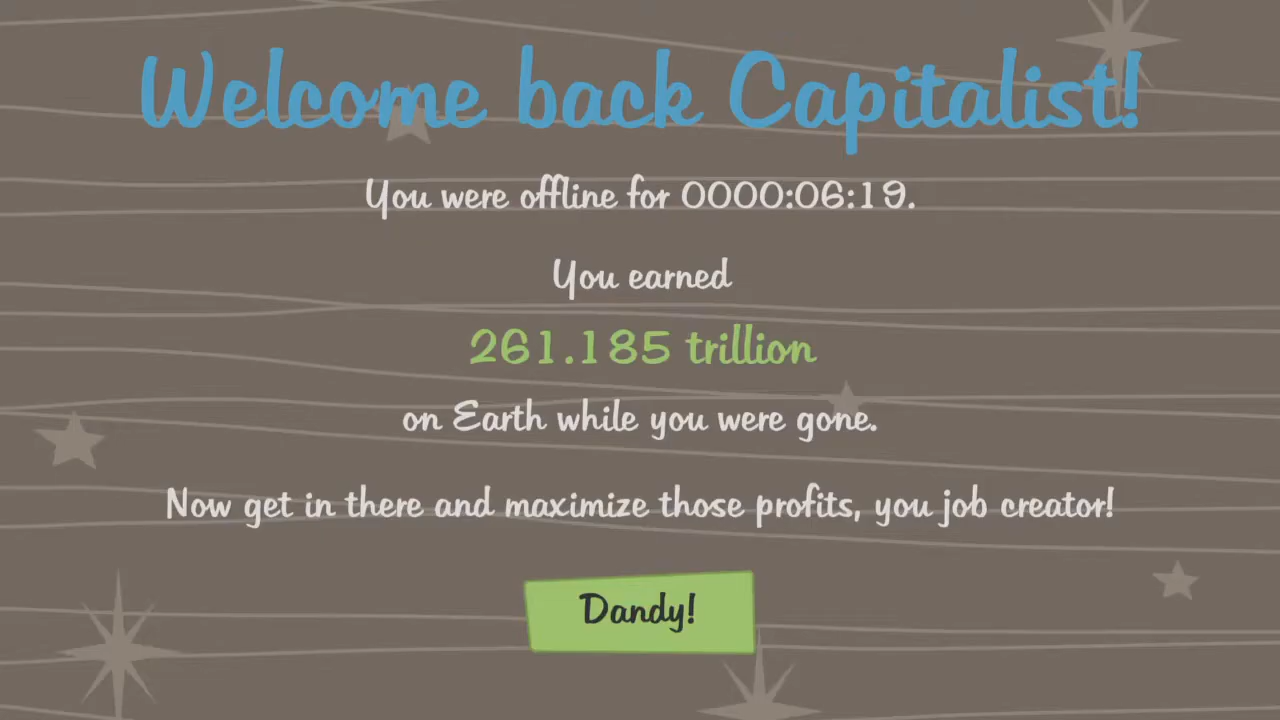 Welcome back Capitalist!
You were offline for 0000:06:19.
You earned
261.185 trillion
on Earth while you were gone.
Now get in there and maximize those profits, you job creator!
Dandy!